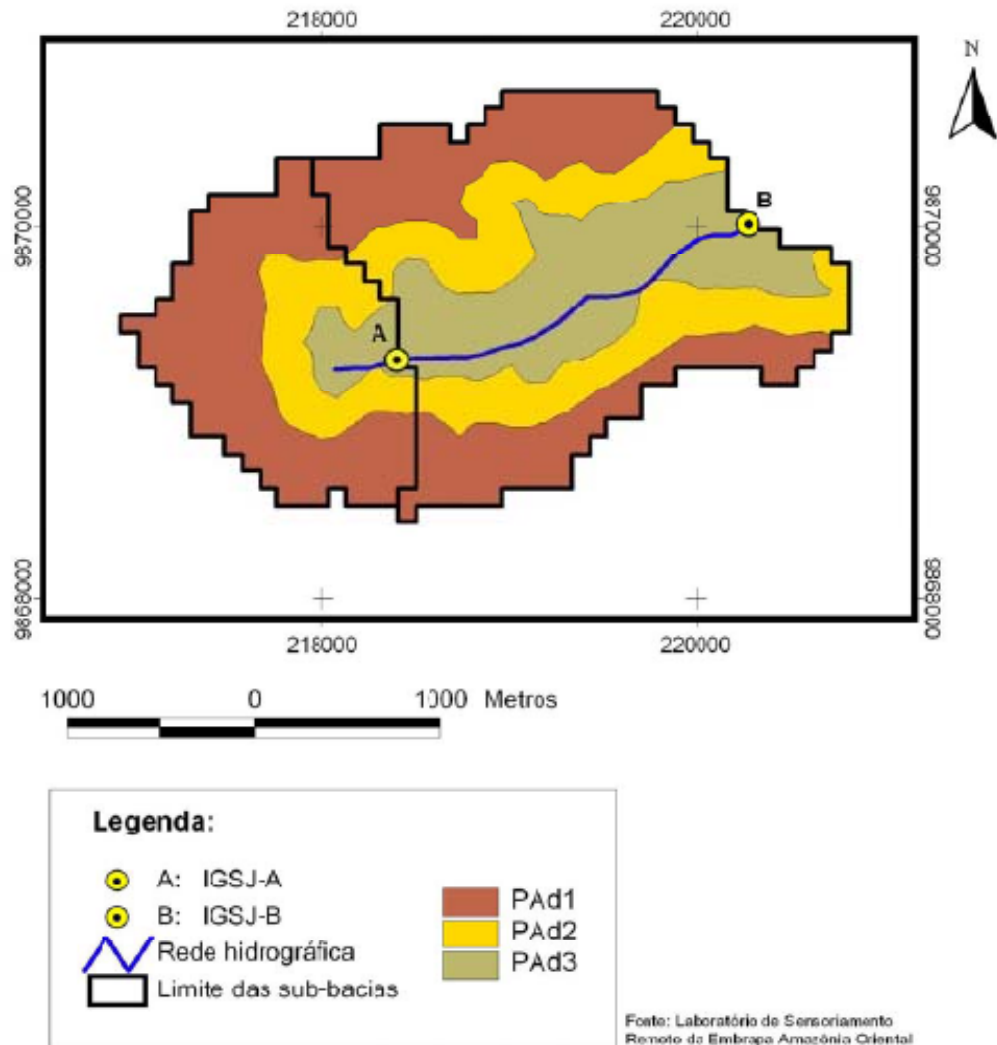 218000 220000
N
9870000 9870000
B
A
9868000 9868000
218000 220000
1000 0 1000 Metros
Legenda:
A: IGSJ-A
B: IGSJ-B
Rede hidrográfica
Limite das sub-bacias
PAd1
PAd2
PAd3
Fonte: Laboratório de Sensoriamento
Remoto da Embrapa Amazônia Oriental